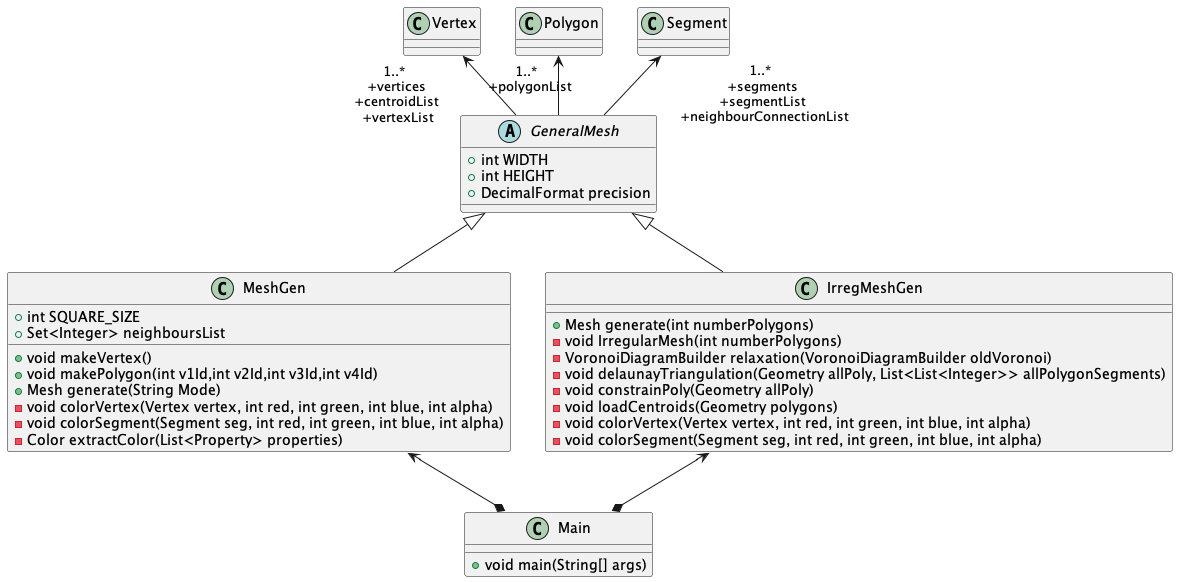 C Vertex
C Polygon
C Segment
1..*
+vertices
+centroidList
+vertexList
1..*
+polygonList
1..*
+segments
+segmentList
+neighbourConnectionList
A GeneralMesh
int WIDTH
int HEIGHT
DecimalFormat precision
C MeshGen
int SQUARE_SIZE
Set<Integer> neighboursList
void makeVertex()
void makePolygon(int v1Id,int v2Id,int v3Id,int v4Id)
Mesh generate(String Mode)
void colorVertex(Vertex vertex, int red, int green, int blue, int alpha)
void colorSegment(Segment seg, int red, int green, int blue, int alpha)
Color extractColor(List<Property> properties)
C IrregMeshGen
Mesh generate(int numberPolygons)
void IrregularMesh(int numberPolygons)
VoronoiDiagramBuilder relaxation(VoronoiDiagramBuilder oldVoronoi)
void delaunayTriangulation(Geometry allPoly, List<List<Integer>> allPolygonSegments)
void constrainPoly(Geometry allPoly)
void loadCentroids(Geometry polygons)
void colorVertex(Vertex vertex, int red, int green, int blue, int alpha)
void colorSegment(Segment seg, int red, int green, int blue, int alpha)
C Main
void main(String[] args)